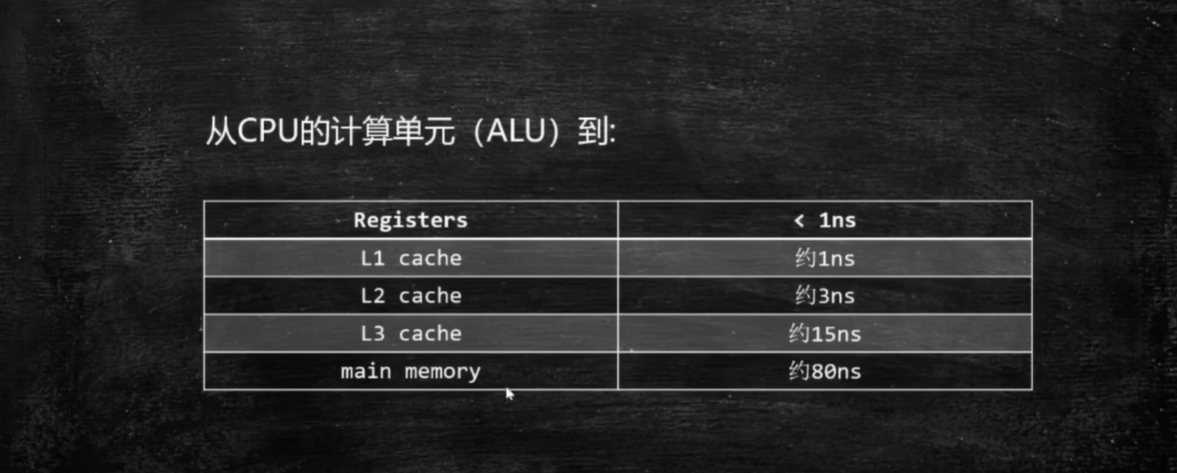 从CPU的计算单元（ALU）到:
Registers < 1ns
L1 cache 约1ns
L2 cache 约3ns
L3 cache 约15ns
main memory 约80ns